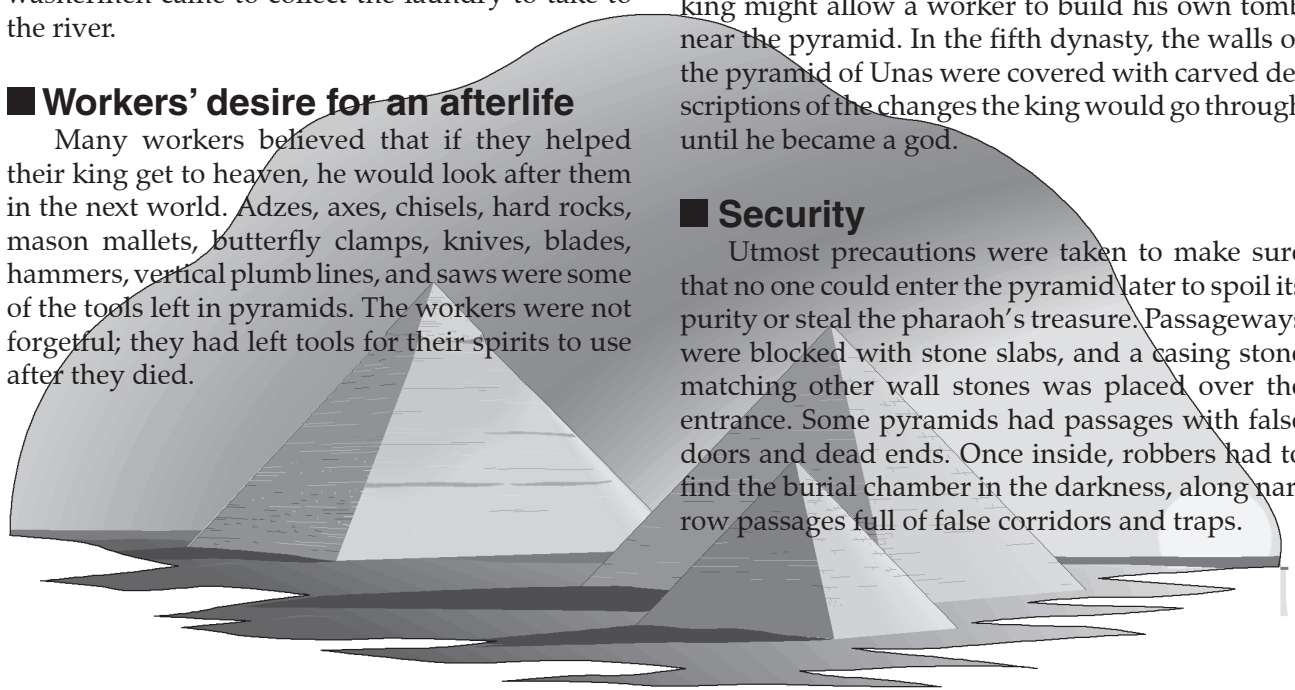 washermen came to collect the laundry to take to
the river.
■ Workers' desire for an afterlife
Many workers believed that if they helped
their king get to heaven, he would look after them
in the next world. Adzes, axes, chisels, hard rocks,
mason mallets, butterfly clamps, knives, blades,
hammers, vertical plumb lines, and saws were some
of the tools left in pyramids. The workers were not
forgetful; they had left tools for their spirits to use
after they died.
king might allow a worker to build his own tomb
near the pyramid. In the fifth dynasty, the walls o
the pyramid of Unas were covered with carved de
scriptions of the changes the king would go through
until he became a god.
■ Security
Utmost precautions were taken to make sure
that no one could enter the pyramid later to spoil its
purity or steal the pharaoh's treasure. Passageways
were blocked with stone slabs, and a casing stone
matching other wall stones was placed over the
entrance. Some pyramids had passages with false
doors and dead ends. Once inside, robbers had to
find the burial chamber in the darkness, along nar
row passages full of false corridors and traps.